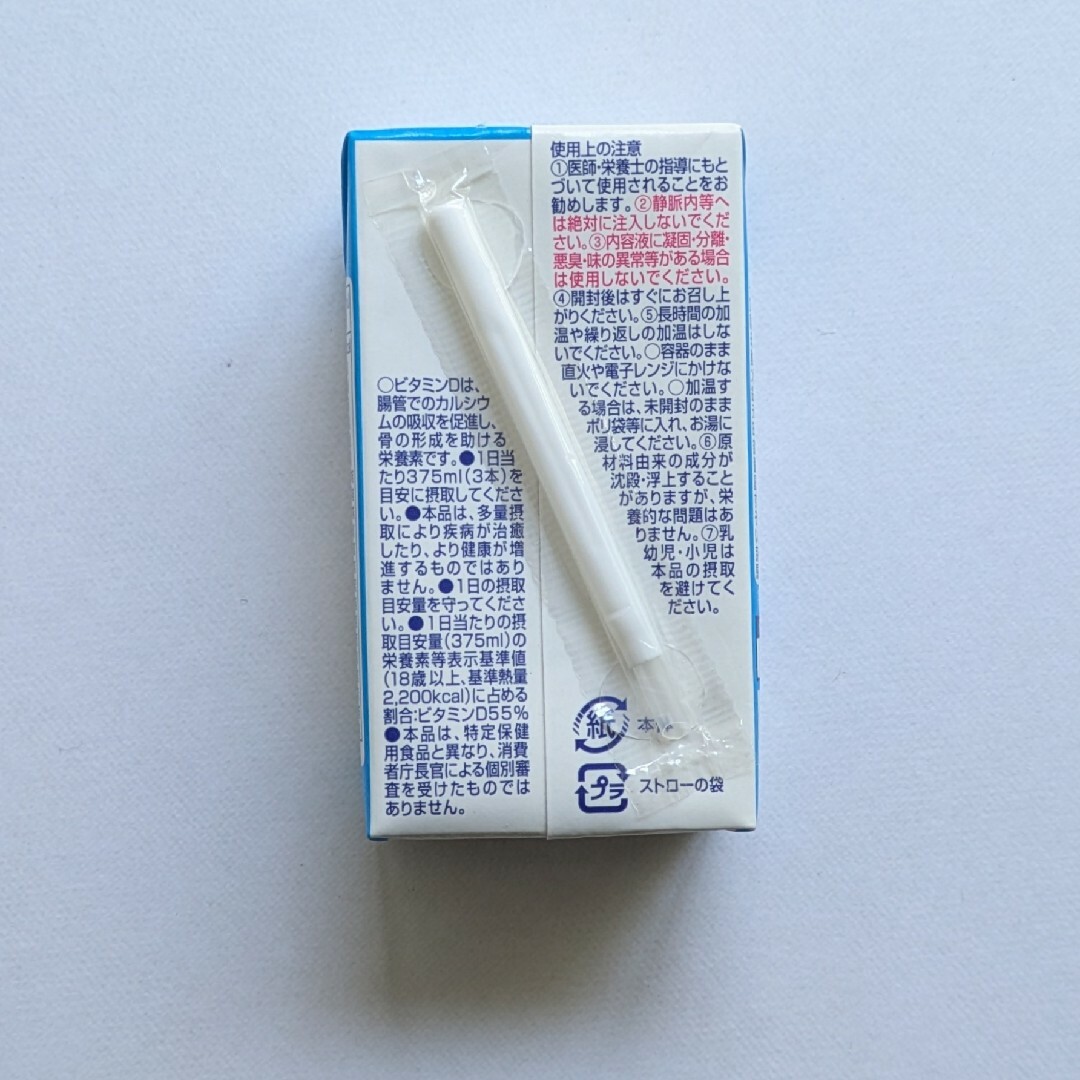 ○ビタミンDは、
腸管でのカルシウ
ムの吸収を促進し、
骨の形成を助ける
栄養素です。●1日当
たり375ml(3本)を
目安に摂取してくださ
い。●本品は、多量摂
取により疾病が治癒
したり、より健康が増
進するものではあり
ません。●1日の摂取
目安量を守ってくださ
い。●1日当たりの摂
取目安量(375ml)の
栄養素等表示基準値
(18歳以上、基準熱量
2,200kcal)に占める
割合:ビタミンD55%
●本品は、特定保健
用食品と異なり、消費
者庁長官による個別審
査を受けたものでは
ありません。
使用上の注意
①医師・栄養士の指導にもと
づいて使用されることをお
勧めします。②静脈内等へ
は絶対に注入しないでくだ
さい。③内容液に凝固・分離・
悪臭・味の異常等がある場合
は使用しないでください。
④開封後はすぐにお召し上
がりください。⑤長時間の加
温や繰り返しの加温はしな
いでください。○容器のまま
直火や電子レンジにかけな
いでください。○加温す
る場合は、未開封のまま
ポリ袋等に入れ、お湯に
浸してください。⑥原
材料由来の成分が
沈殿・浮上すること
がありますが、栄
養的な問題はあ
りません。⑦乳
幼児・小児は
本品の摂取
を避けてく
ださい。
紙
プラ ストローの袋